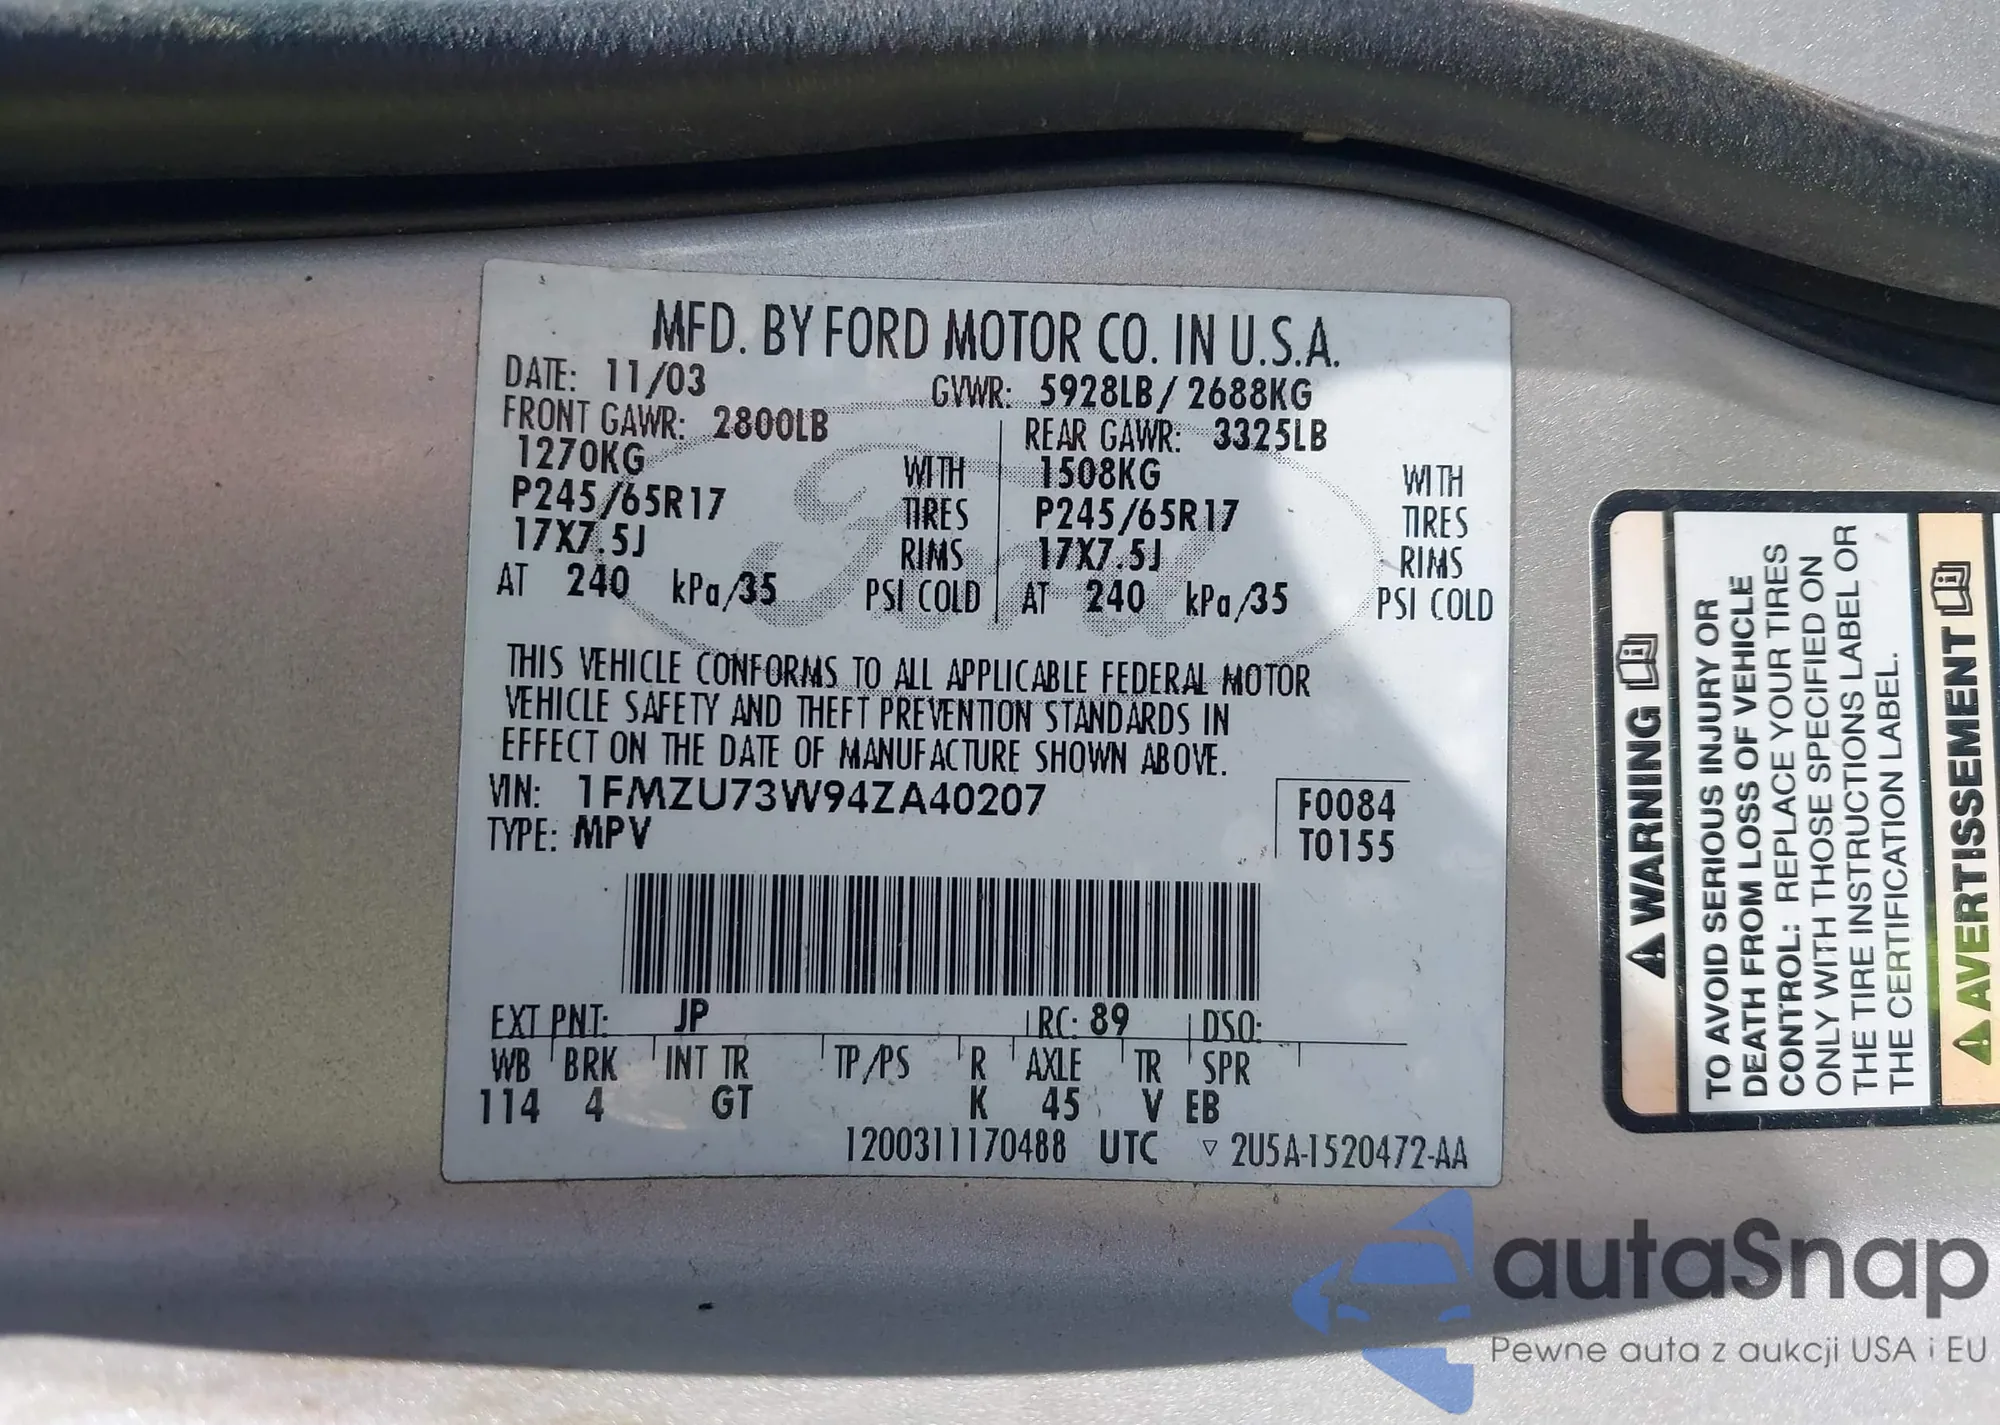 MFD. BY FORD MOTOR CO. IN U.S.A.
DATE: 11/03 GVWR: 5928LB/ 2688KG
FRONT GAWR: 2800LB REAR GAWR: 3325LB
1270KG WITH 1508KG WITH
P245/65R17 TIRES P245/65R17 TIRES
17X7.5J RIMS 17X7.5J RIMS
AT 240 kPa/35 PSI COLD AT 240 kPa/35 PSI COLD
Ford
THIS VEHICLE CONFORMS TO ALL APPLICABLE FEDERAL MOTOR
VEHICLE SAFETY AND THEFT PREVENTION STANDARDS IN
EFFECT ON THE DATE OF MANUFACTURE SHOWN ABOVE.
VIN: 1FMZU73W94ZA40207 F0084
TYPE: MPV T0155
EXT PNT: JP RC: 89 DSO:
WB BRK INT TR TP/PS R AXLE TR SPR
114 4 GT K 45 V EB
1200311170488 UTC ▽ 2U5A-1520472-AA
⚠ WARNING
TO AVOID SERIOUS INJURY OR
DEATH FROM LOSS OF VEHICLE
CONTROL: REPLACE YOUR TIRES
ONLY WITH THOSE SPECIFIED ON
THE TIRE INSTRUCTIONS LABEL OR
THE CERTIFICATION LABEL.
⚠ AVERTISSEMENT
autaSnap
Pewne auta z aukcji USA i EU